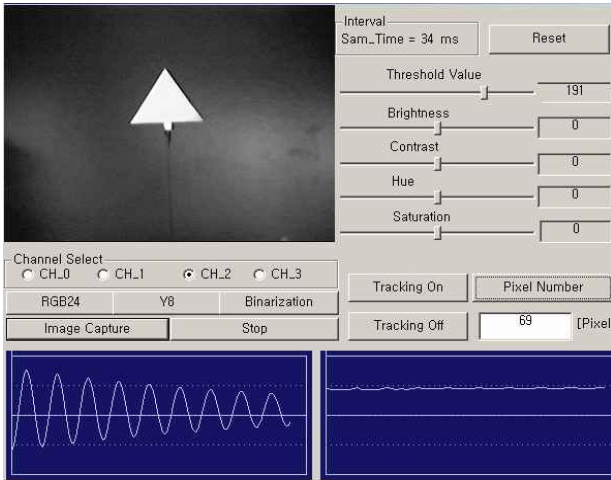 Interval
Sam_Time = 34 ms
Reset
Threshold Value
191
Brightness
0
Contrast
0
Hue
0
Saturation
0
Channel Select
CH_0 CH_1 CH_2 CH_3
RGB24 Y8 Binarization
Image Capture Stop
Tracking On Pixel Number
Tracking Off 69 [Pixel